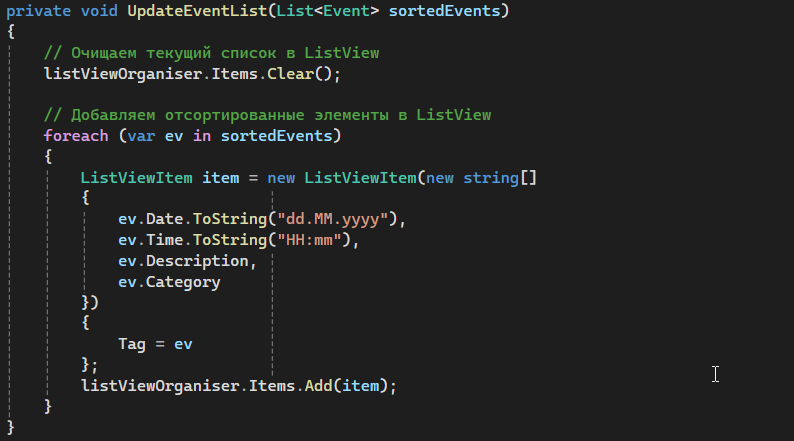 private void UpdateEventList(List<Event> sortedEvents)
{
    // Очищаем текущий список в ListView
    listViewOrganiser.Items.Clear();

    // Добавляем отсортированные элементы в ListView
    foreach (var ev in sortedEvents)
    {
        ListViewItem item = new ListViewItem(new string[]
        {
            ev.Date.ToString("dd.MM.yyyy"),
            ev.Time.ToString("HH:mm"),
            ev.Description,
            ev.Category
        })
        {
            Tag = ev
        };
        listViewOrganiser.Items.Add(item);
    }
}